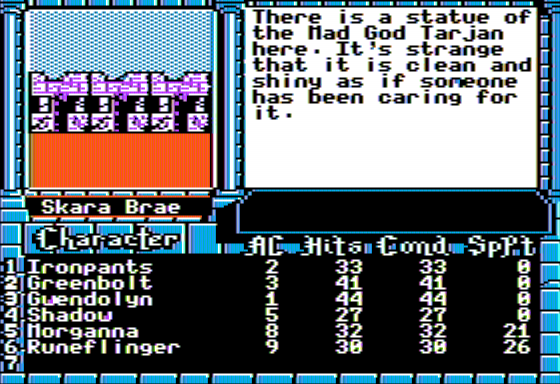 There is a statue of
the Mad God Tarjan
here. It's strange
that it is clean and
shiny as if someone
has been caring for
it.
Skara Brae
Character AC Hits Cond SpPt
1 Ironpants 2 33 33 0
2 Greenbolt 3 41 41 0
3 Gwendolyn 1 44 44 0
4 Shadow 5 27 27 0
5 Morganna 8 32 32 21
6 Runeflinger 9 30 30 26
7